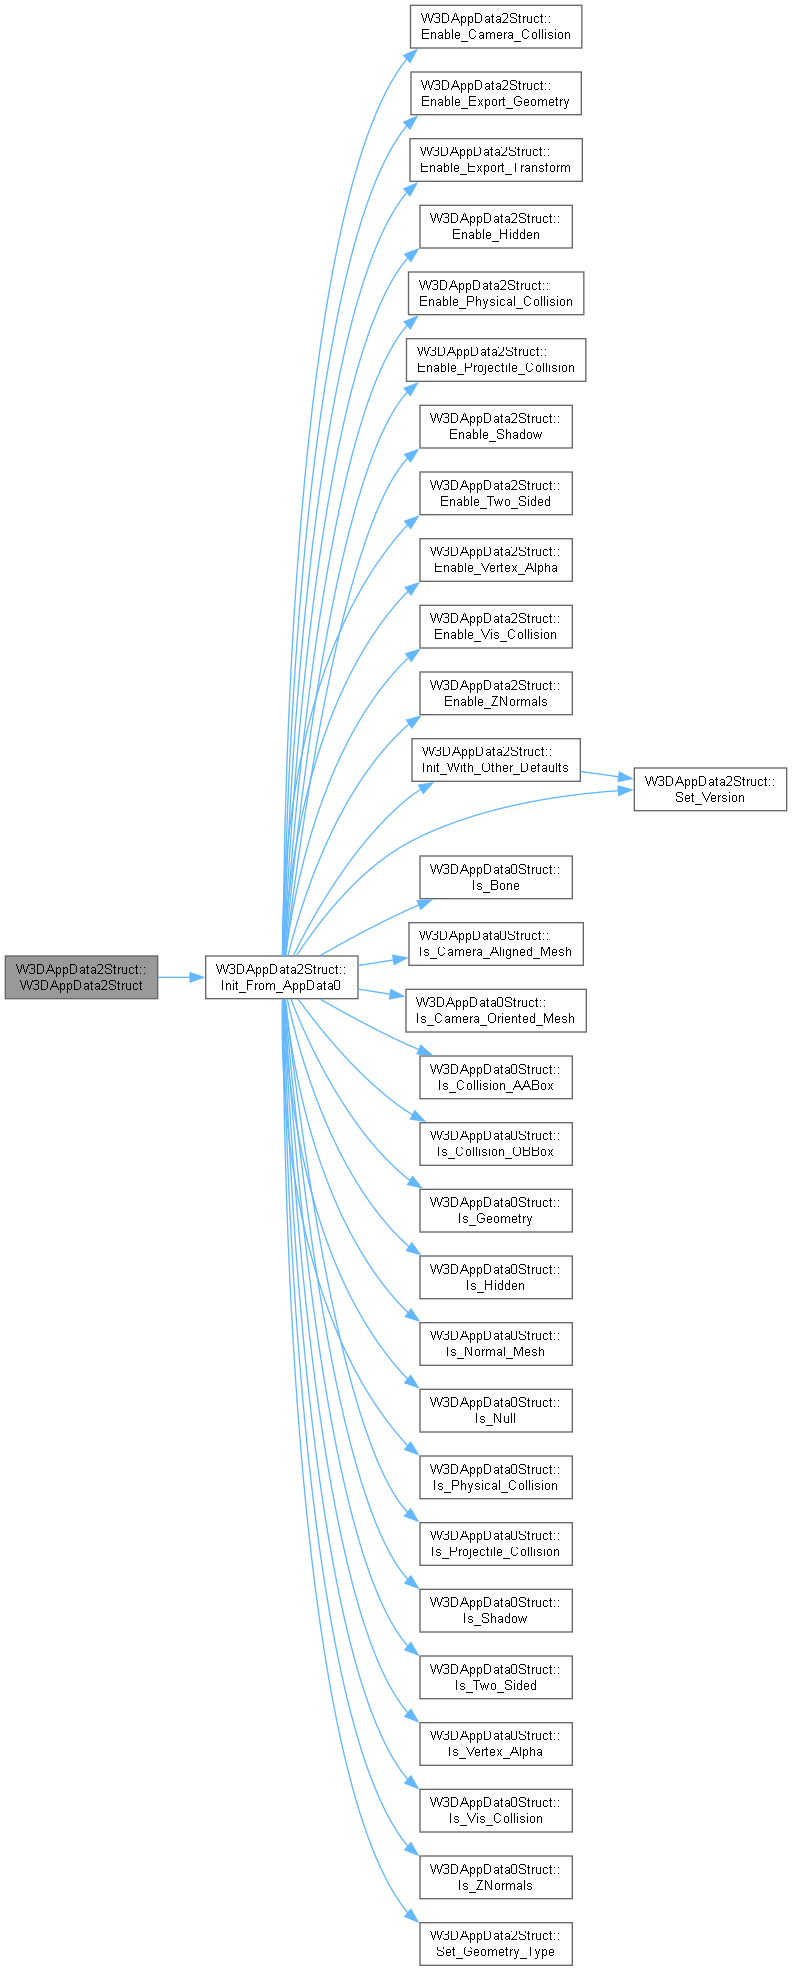 W3DAppData2Struct::
Enable_Camera_Collision
W3DAppData2Struct::
Enable_Export_Geometry
W3DAppData2Struct::
Enable_Export_Transform
W3DAppData2Struct::
Enable_Hidden
W3DAppData2Struct::
Enable_Physical_Collision
W3DAppData2Struct::
Enable_Projectile_Collision
W3DAppData2Struct::
Enable_Shadow
W3DAppData2Struct::
Enable_Two_Sided
W3DAppData2Struct::
Enable_Vertex_Alpha
W3DAppData2Struct::
Enable_Vis_Collision
W3DAppData2Struct::
Enable_ZNormals
W3DAppData2Struct::
Init_With_Other_Defaults
W3DAppData2Struct::
Set_Version
W3DAppData0Struct::
Is_Bone
W3DAppData0Struct::
Is_Camera_Aligned_Mesh
W3DAppData2Struct::
W3DAppData2Struct
W3DAppData2Struct::
Init_From_AppData0
W3DAppData0Struct::
Is_Camera_Oriented_Mesh
W3DAppData0Struct::
Is_Collision_AABox
W3DAppData0Struct::
Is_Collision_OBBox
W3DAppData0Struct::
Is_Geometry
W3DAppData0Struct::
Is_Hidden
W3DAppData0Struct::
Is_Normal_Mesh
W3DAppData0Struct::
Is_Null
W3DAppData0Struct::
Is_Physical_Collision
W3DAppData0Struct::
Is_Projectile_Collision
W3DAppData0Struct::
Is_Shadow
W3DAppData0Struct::
Is_Two_Sided
W3DAppData0Struct::
Is_Vertex_Alpha
W3DAppData0Struct::
Is_Vis_Collision
W3DAppData0Struct::
Is_ZNormals
W3DAppData2Struct::
Set_Geometry_Type